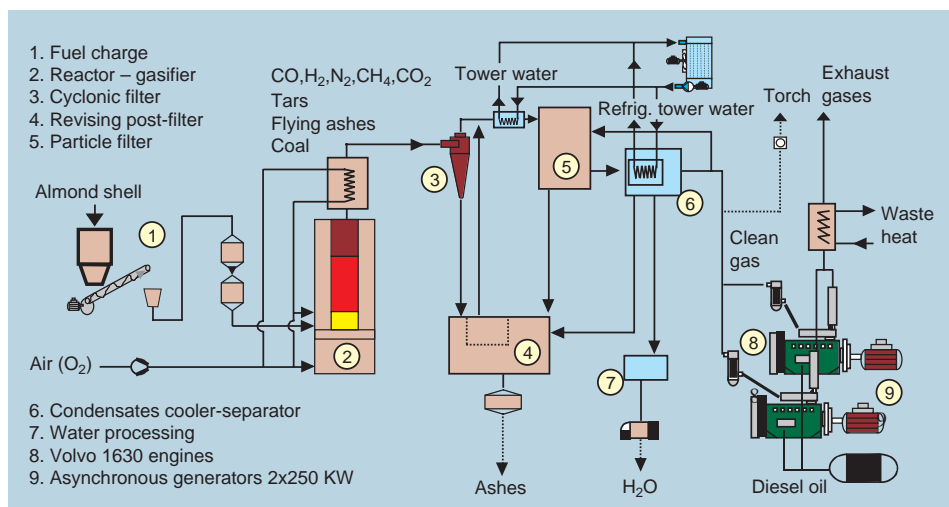 1. Fuel charge
2. Reactor – gasifier
3. Cyclonic filter
4. Revising post-filter
5. Particle filter
CO,H₂,N₂,CH₄,CO₂
Tars
Flying ashes
Coal
Tower water
Refrig. tower water
Torch
Exhaust
gases
Almond shell
1
3
5
6
Waste
heat
Clean
gas
Air (O₂)
2
4
7
8
9
6. Condensates cooler-separator
7. Water processing
8. Volvo 1630 engines
9. Asynchronous generators 2x250 KW
Ashes
H₂O
Diesel oil